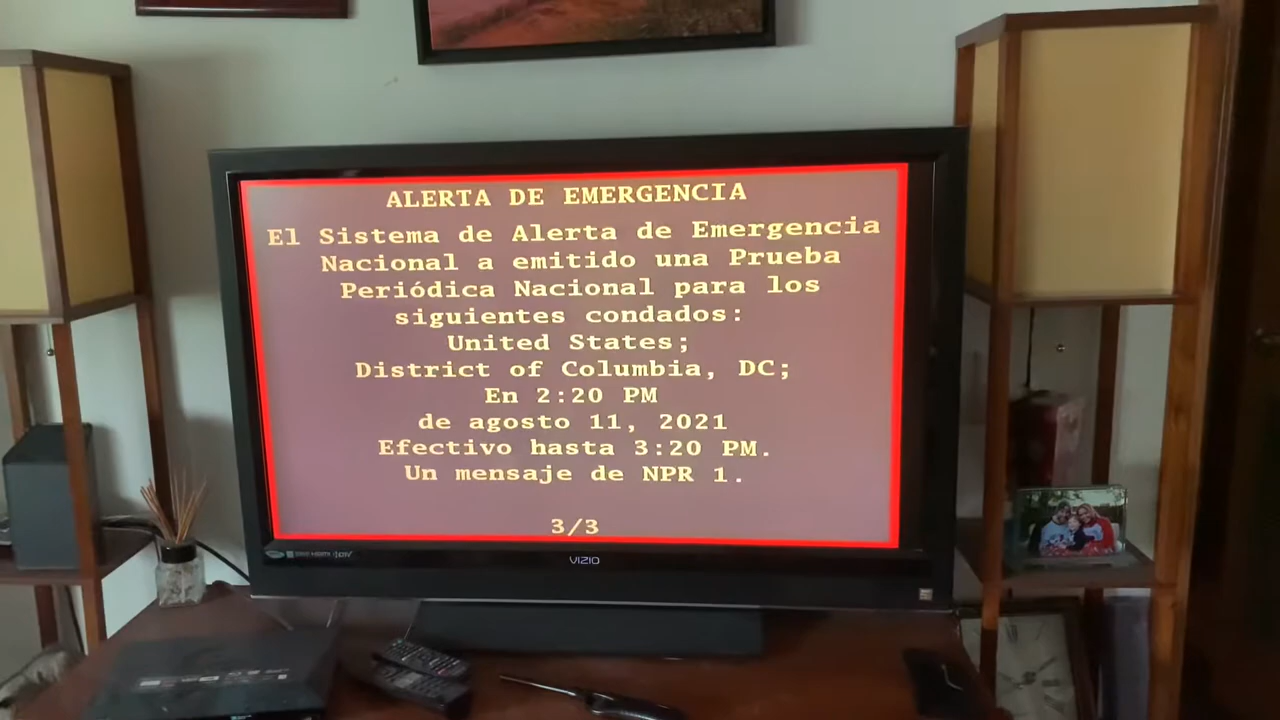 ALERTA DE EMERGENCIA
El Sistema de Alerta de Emergencia
Nacional a emitido una Prueba
Periódica Nacional para los
siguientes condados:
United States;
District of Columbia, DC;
En 2:20 PM
de agosto 11, 2021
Efectivo hasta 3:20 PM.
Un mensaje de NPR 1.
3/3
VIZIO